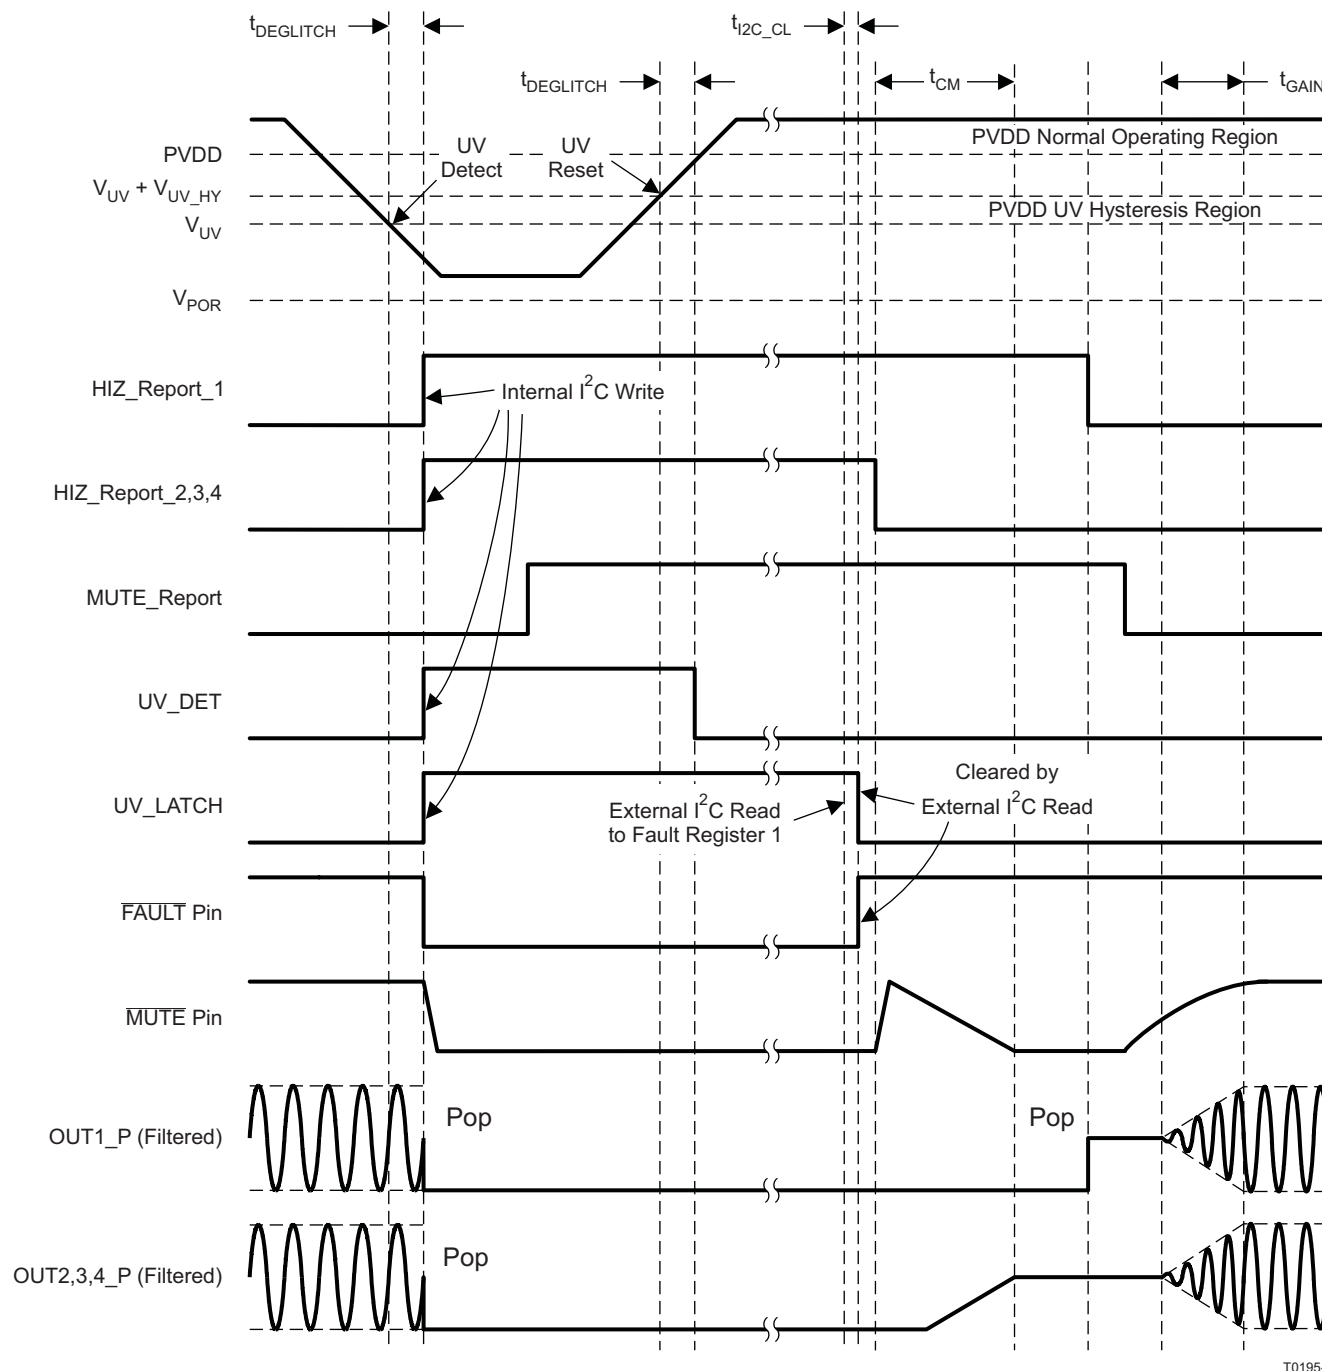 tDEGLITCH
tI2C_CL
tDEGLITCH
tCM
tGAIN
PVDD Normal Operating Region
UV
Detect
UV
Reset
PVDD
VUV + VUV_HY
PVDD UV Hysteresis Region
VUV
VPOR
HIZ_Report_1
Internal I2C Write
HIZ_Report_2,3,4
MUTE_Report
UV_DET
Cleared by
UV_LATCH
External I2C Read
to Fault Register 1
External I2C Read
FAULT Pin
MUTE Pin
Pop
Pop
OUT1_P (Filtered)
Pop
OUT2,3,4_P (Filtered)
T0195-